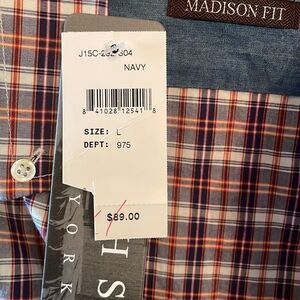 MADISON FIT
NAVY
8 41028 12541 8
SIZE: L
DEPT: 975
$89.00
YORK
H S